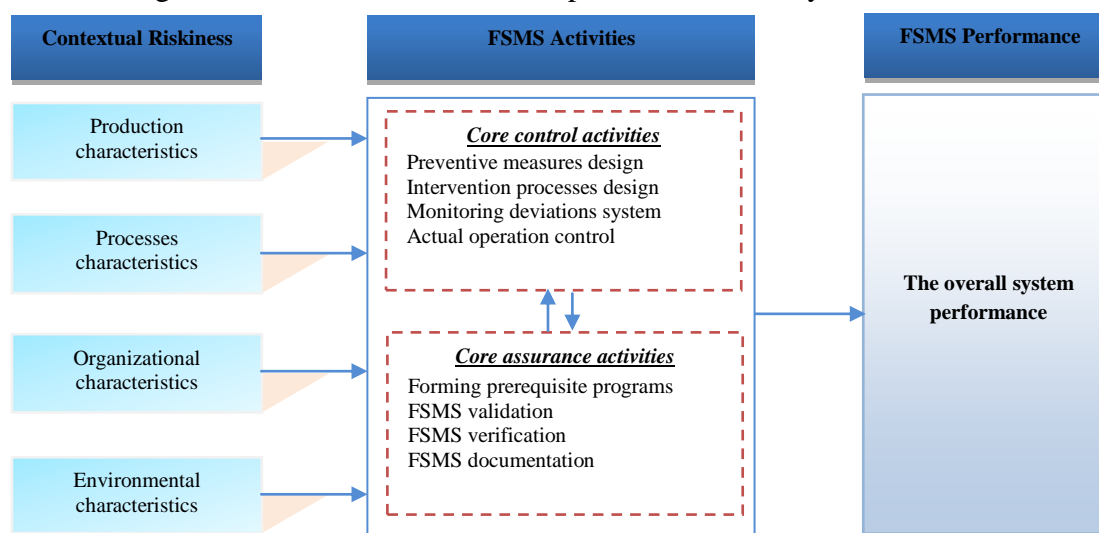 Contextual Riskiness
FSMS Activities
FSMS Performance
Production
characteristics
Processes
characteristics
Organizational
characteristics
Environmental
characteristics
Core control activities
Preventive measures design
Intervention processes design
Monitoring deviations system
Actual operation control
Core assurance activities
Forming prerequisite programs
FSMS validation
FSMS verification
FSMS documentation
The overall system
performance